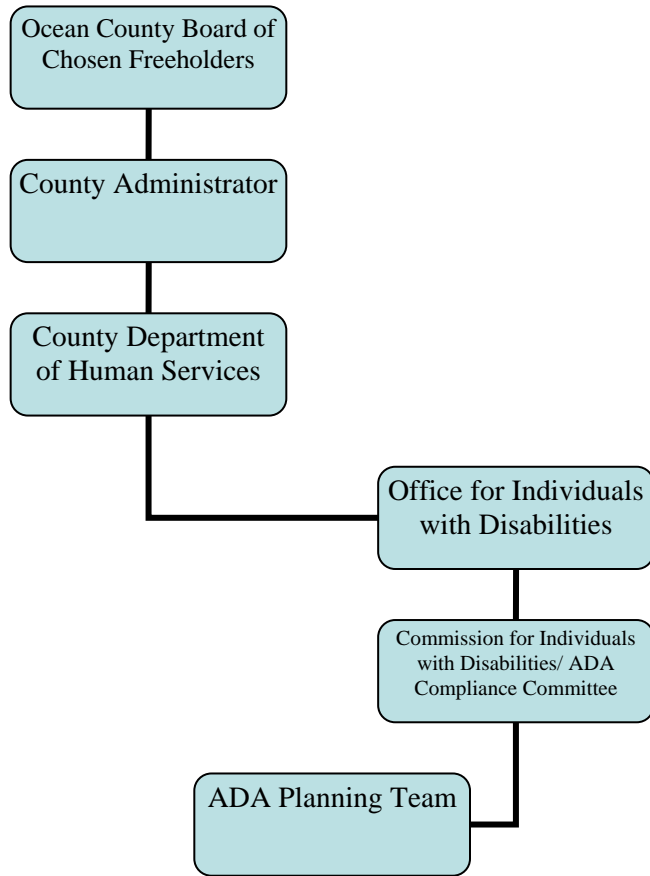 Ocean County Board of
Chosen Freeholders
County Administrator
County Department
of Human Services
Office for Individuals
with Disabilities
Commission for Individuals
with Disabilities/ ADA
Compliance Committee
ADA Planning Team